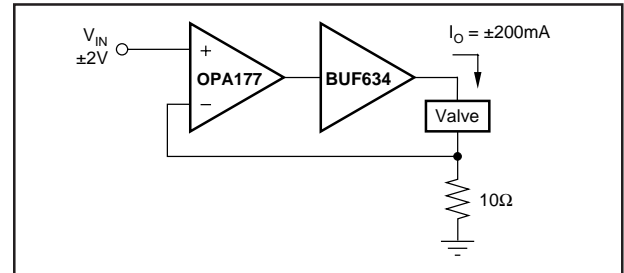 V_IN
±2V
+
OPA177
−
BUF634
I_O = ±200mA
Valve
10Ω